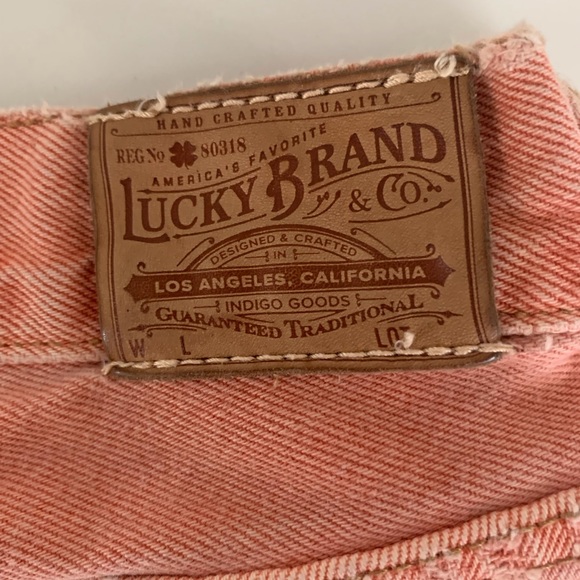 HAND CRAFTED QUALITY
REG No 80318
AMERICA'S FAVORITE
LUCKY BRAND
& Co.
DESIGNED & CRAFTED
IN
LOS ANGELES, CALIFORNIA
INDIGO GOODS
GUARANTEED TRADITIONAL
W L LOT